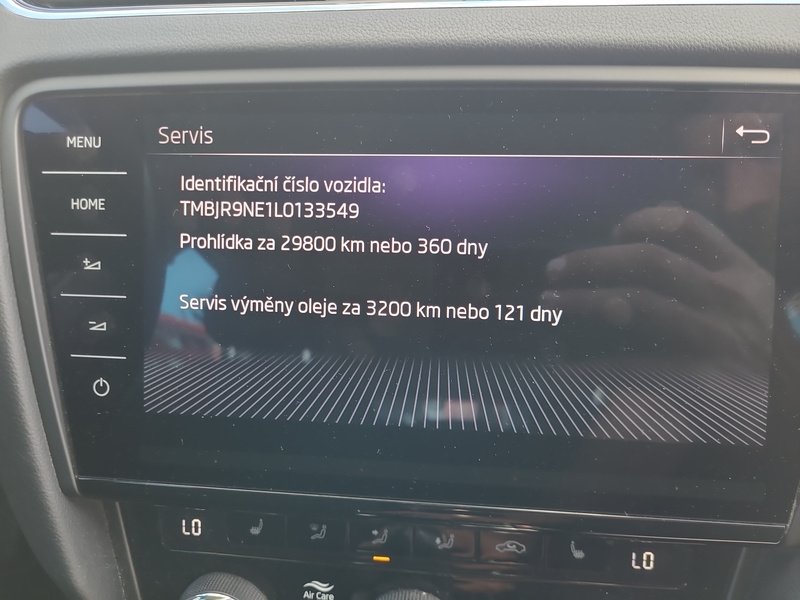 MENU
Servis
HOME
Identifikační číslo vozidla:
TMBJR9NE1L0133549
Prohlídka za 29800 km nebo 360 dny
Servis výměny oleje za 3200 km nebo 121 dny
LO
LO
Air Care